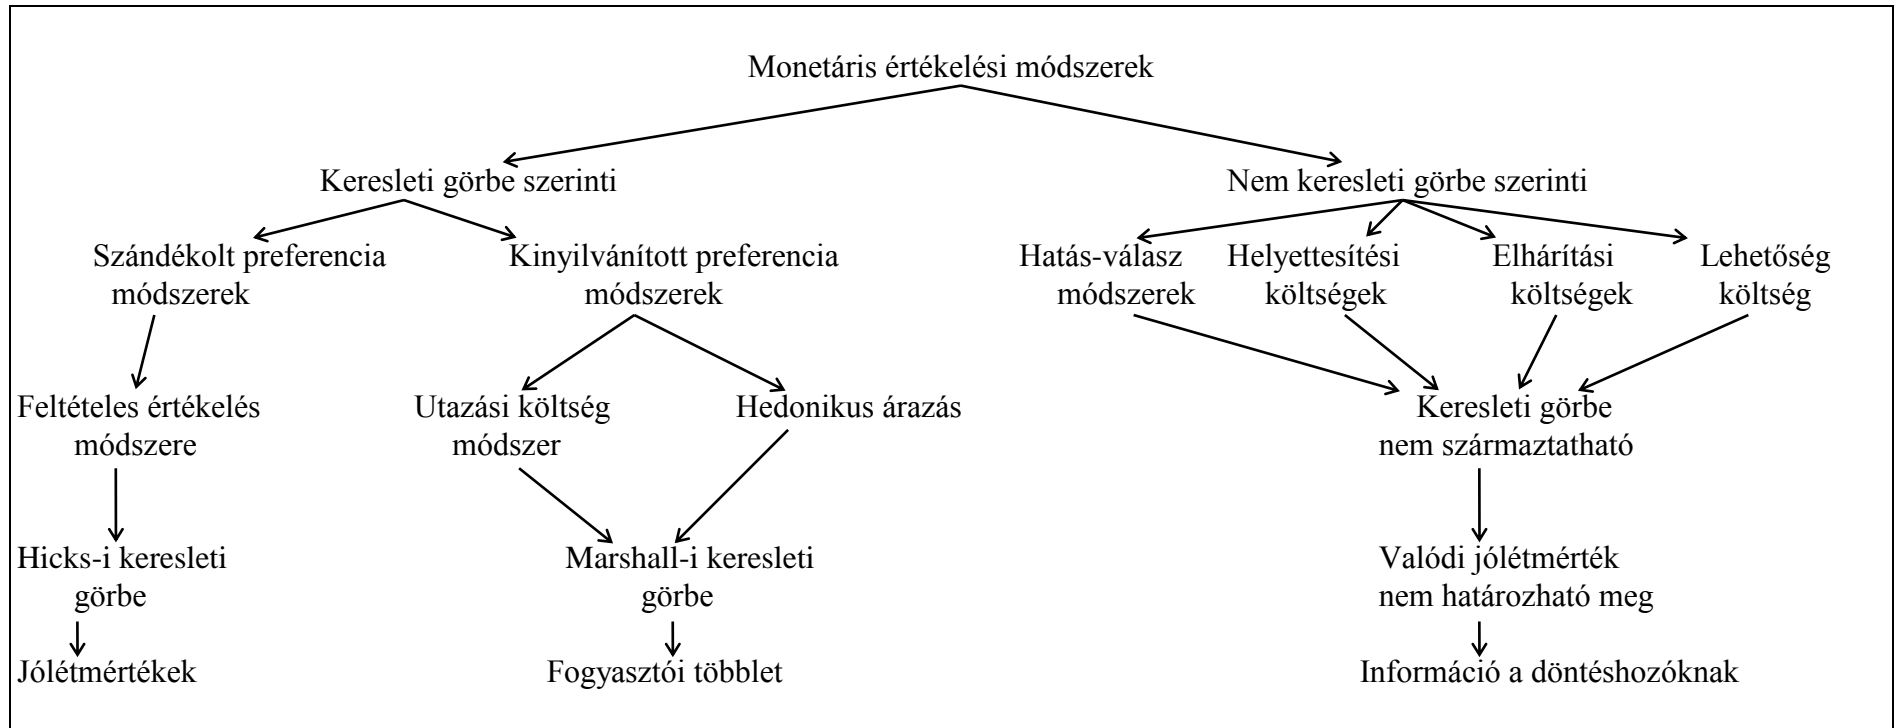 Monetáris értékelési módszerek
Keresleti görbe szerinti
Nem keresleti görbe szerinti
Szándékolt preferencia
módszerek
Kinyilvánított preferencia
módszerek
Hatás-válasz
módszerek
Helyettesítési
költségek
Elhárítási
költségek
Lehetőség
költség
Feltételes értékelés
módszere
Utazási költség
módszer
Hedonikus árazás
Keresleti görbe
nem származtatható
Hicks-i keresleti
görbe
Marshall-i keresleti
görbe
Valódi jólétmérték
nem határozható meg
Jólétmértékek
Fogyasztói többlet
Információ a döntéshozóknak